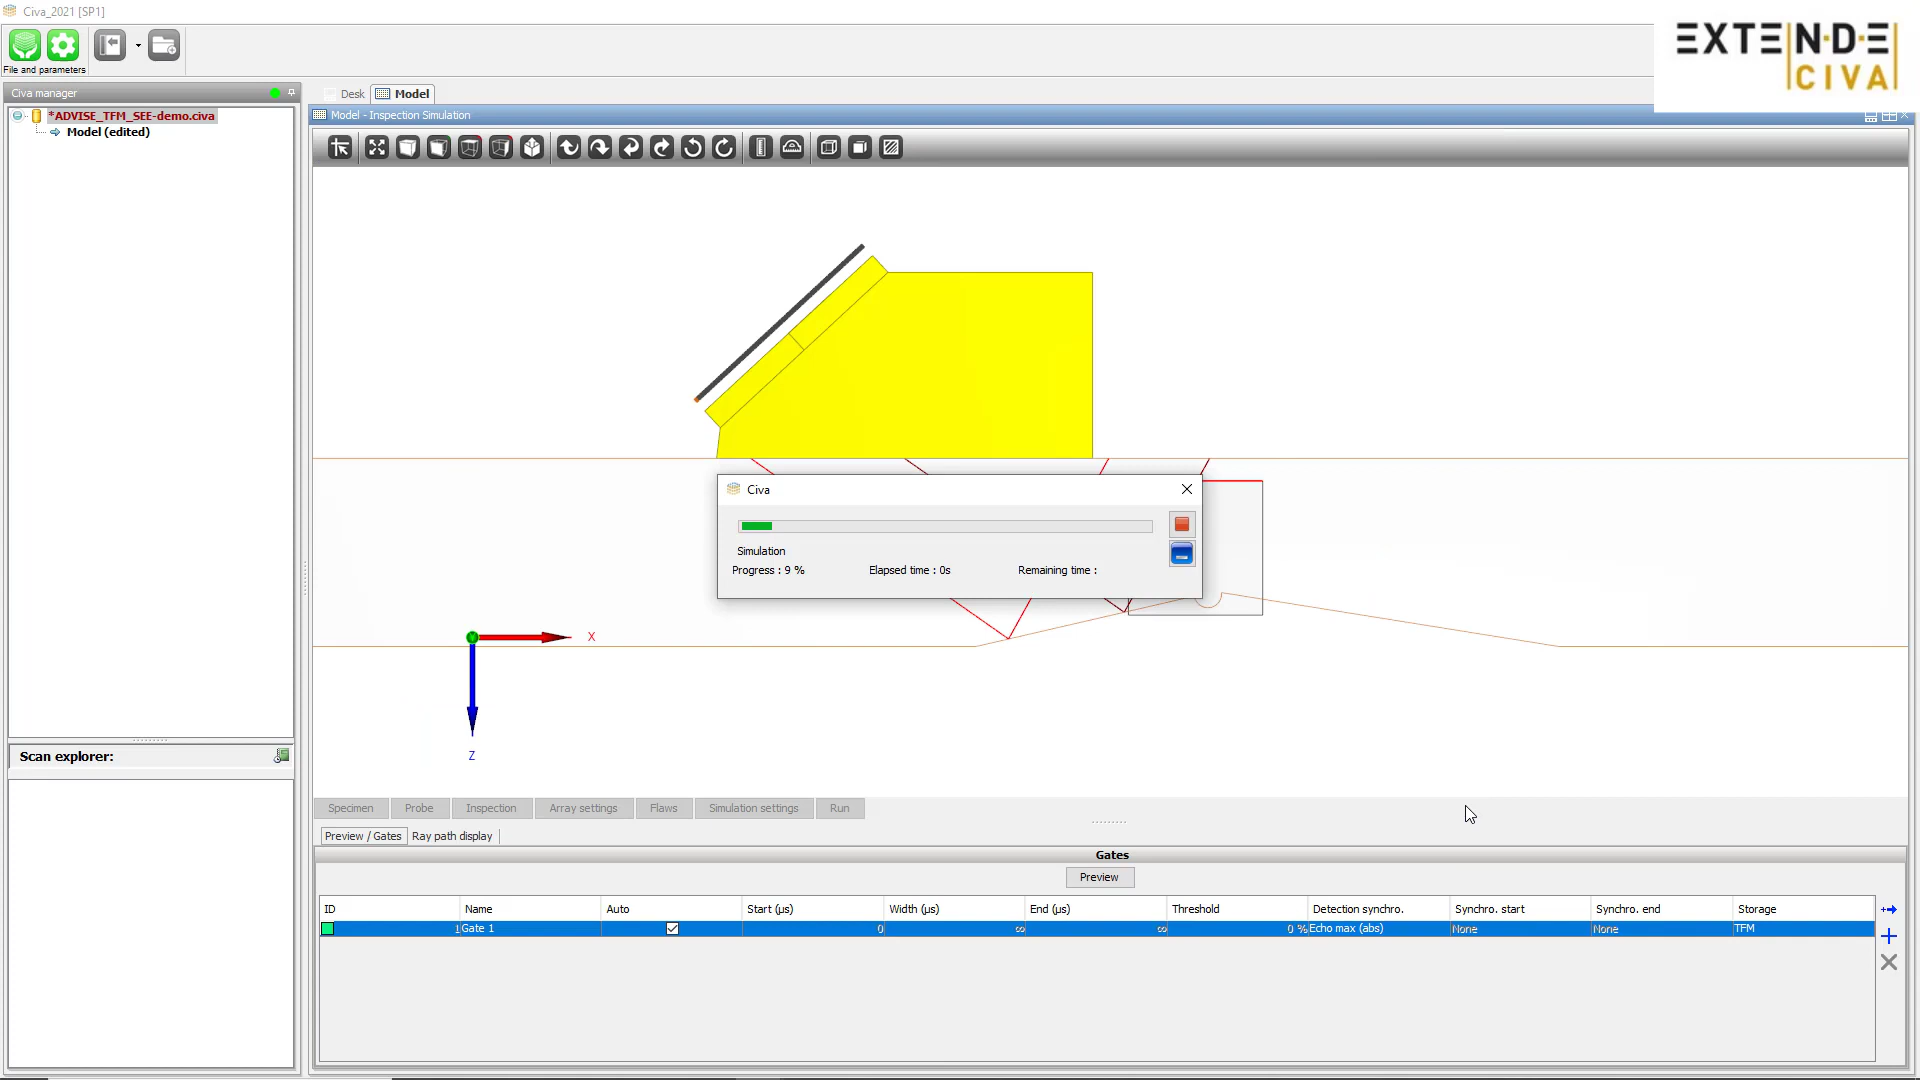 Civa_2021 [SP1]
File and parameters
EXTENDE
CIVA
Civa manager
*ADVISE_TFM_SEE-demo.civa
Model (edited)
Desk
Model
Model - Inspection Simulation
Civa
Simulation
Progress : 9 %
Elapsed time : 0s
Remaining time :
X
Z
Scan explorer:
Specimen
Probe
Inspection
Array settings
Flaws
Simulation settings
Run
Preview / Gates
Ray path display
Gates
Preview
ID
Name
Auto
Start (µs)
Width (µs)
End (µs)
Threshold
Detection synchro.
Synchro. start
Synchro. end
Storage
1
Gate 1
0
∞
∞
0 %
Echo max (abs)
None
None
TFM